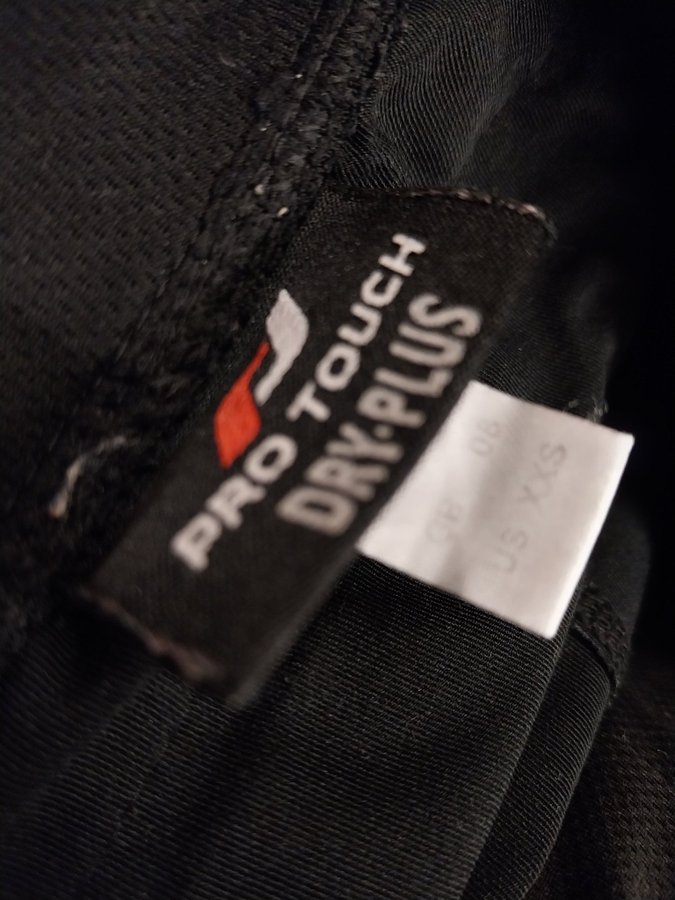 PRO TOUCH
DRY-PLUS
GB 08
US XXS